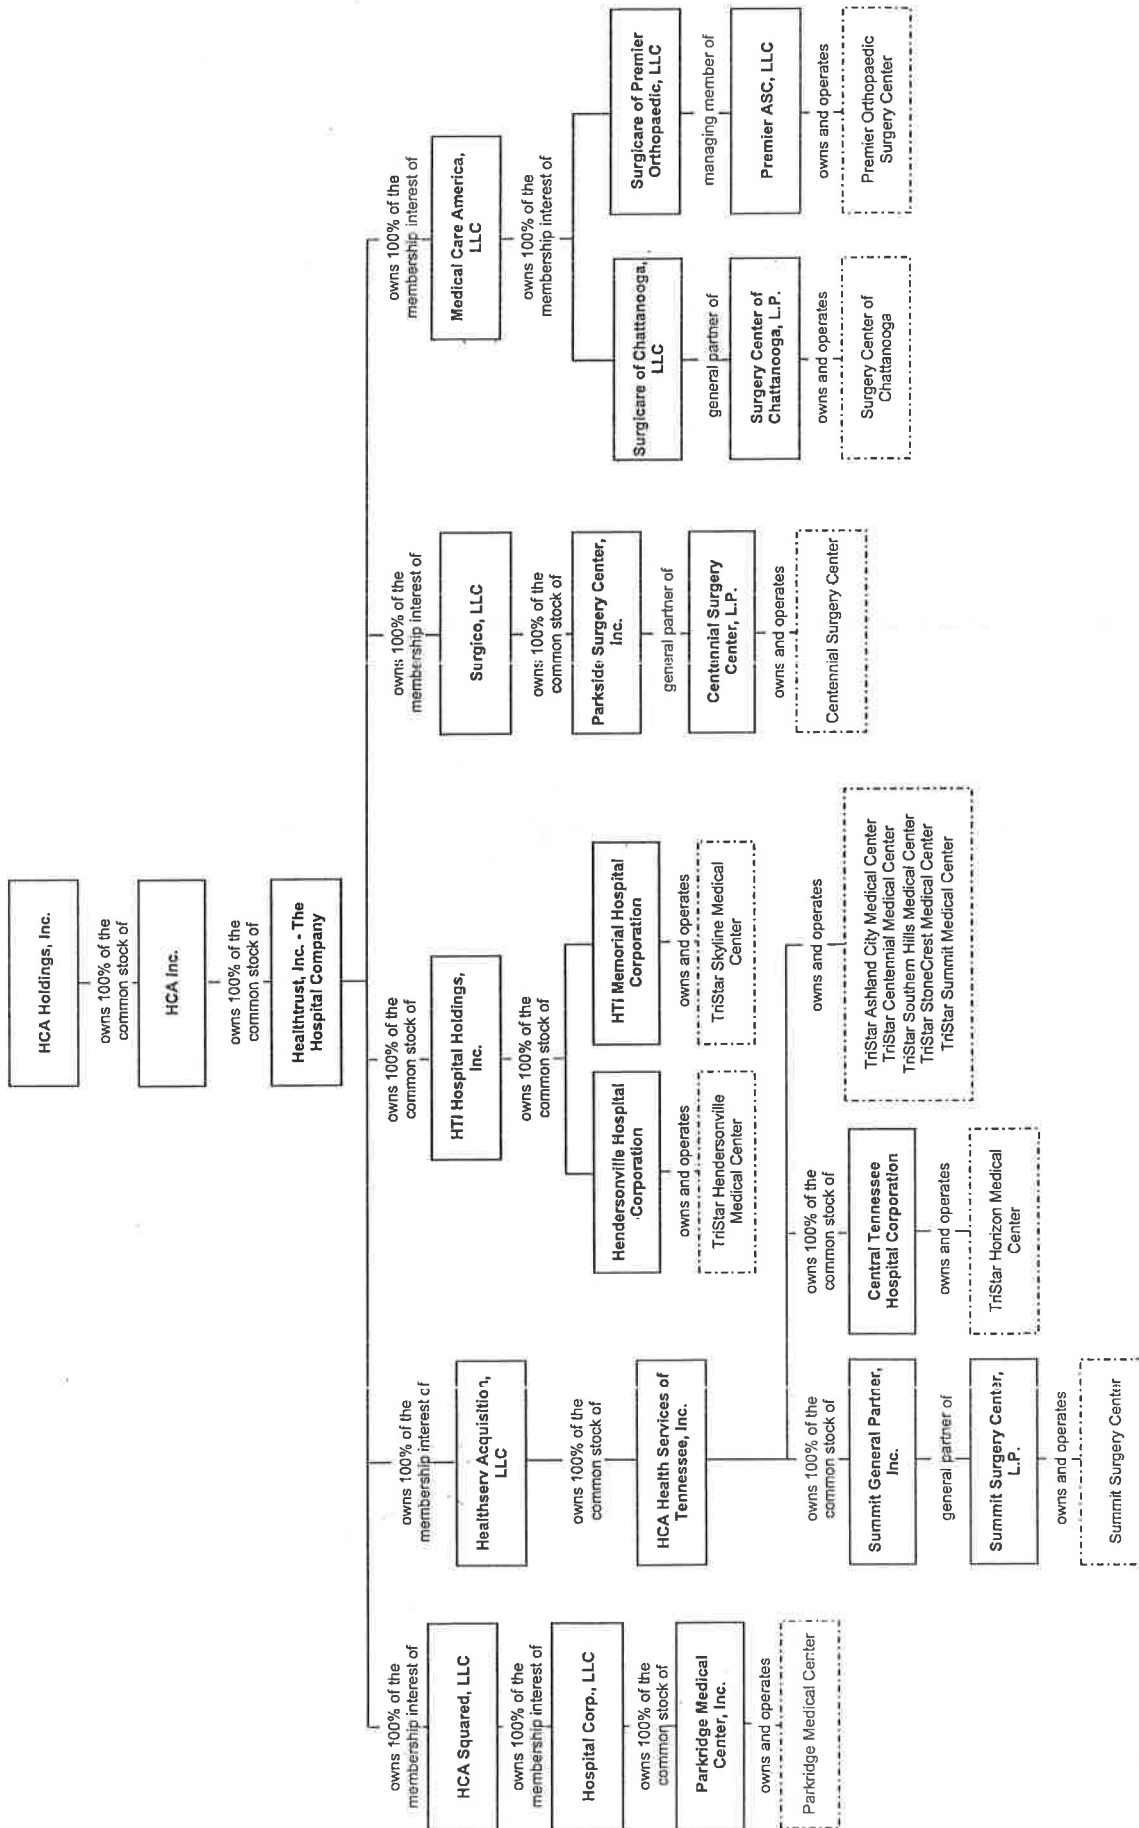 HCA Holdings, Inc.
owns 100% of the
common stock of
HCA Inc.
owns 100% of the
common stock of
Healthtrust, Inc. - The
Hospital Company
owns 100% of the
membership interest of
HCA Squared, LLC
owns 100% of the
membership interest of
Hospital Corp., LLC
owns 100% of the
common stock of
Parkridge Medical
Center, Inc.
owns and operates
Parkridge Medical Center
owns 100% of the
membership interest of
Healthserv Acquisition,
LLC
owns 100% of the
common stock of
HCA Health Services of
Tennessee, Inc.
owns 100% of the
common stock of
Summit General Partner,
Inc.
general partner of
Summit Surgery Center,
L.P.
owns and operates
Summit Surgery Center
owns 100% of the
common stock of
Central Tennessee
Hospital Corporation
owns and operates
TriStar Horizon Medical
Center
owns and operates
TriStar Ashland City Medical Center
TriStar Centennial Medical Center
TriStar Southern Hills Medical Center
TriStar StoneCrest Medical Center
TriStar Summit Medical Center
owns 100% of the
common stock of
HTI Hospital Holdings,
Inc.
owns 100% of the
common stock of
Hendersonville Hospital
Corporation
owns and operates
TriStar Hendersonville
Medical Center
HTI Memorial Hospital
Corporation
owns and operates
TriStar Skyline Medical
Center
owns 100% of the
membership interest of
Surgico, LLC
owns 100% of the
common stock of
Parkside Surgery Center,
Inc.
general partner of
Centennial Surgery
Center, L.P.
owns and operates
Centennial Surgery Center
owns 100% of the
membership interest of
Medical Care America,
LLC
owns 100% of the
membership interest of
Surgicare of Chattanooga,
LLC
general partner of
Surgery Center of
Chattanooga, L.P.
owns and operates
Surgery Center of
Chattanooga
Surgicare of Premier
Orthopaedic, LLC
managing member of
Premier ASC, LLC
owns and operates
Premier Orthopaedic
Surgery Center